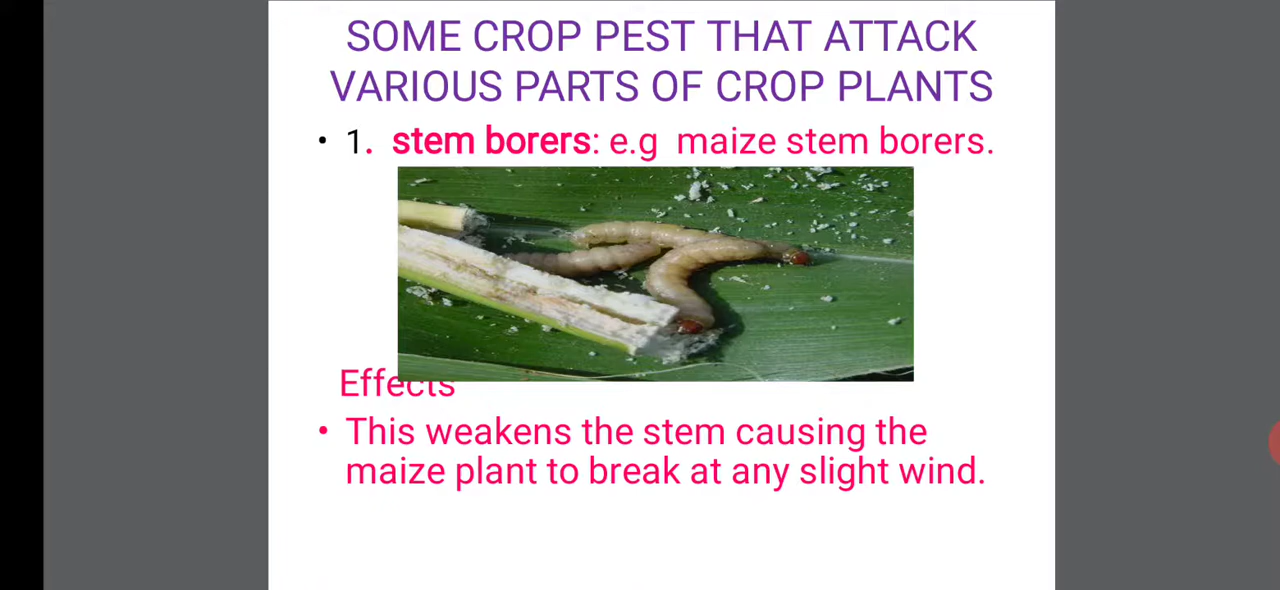 SOME CROP PEST THAT ATTACK
VARIOUS PARTS OF CROP PLANTS
• 1. stem borers: e.g maize stem borers.
Effects
• This weakens the stem causing the
maize plant to break at any slight wind.